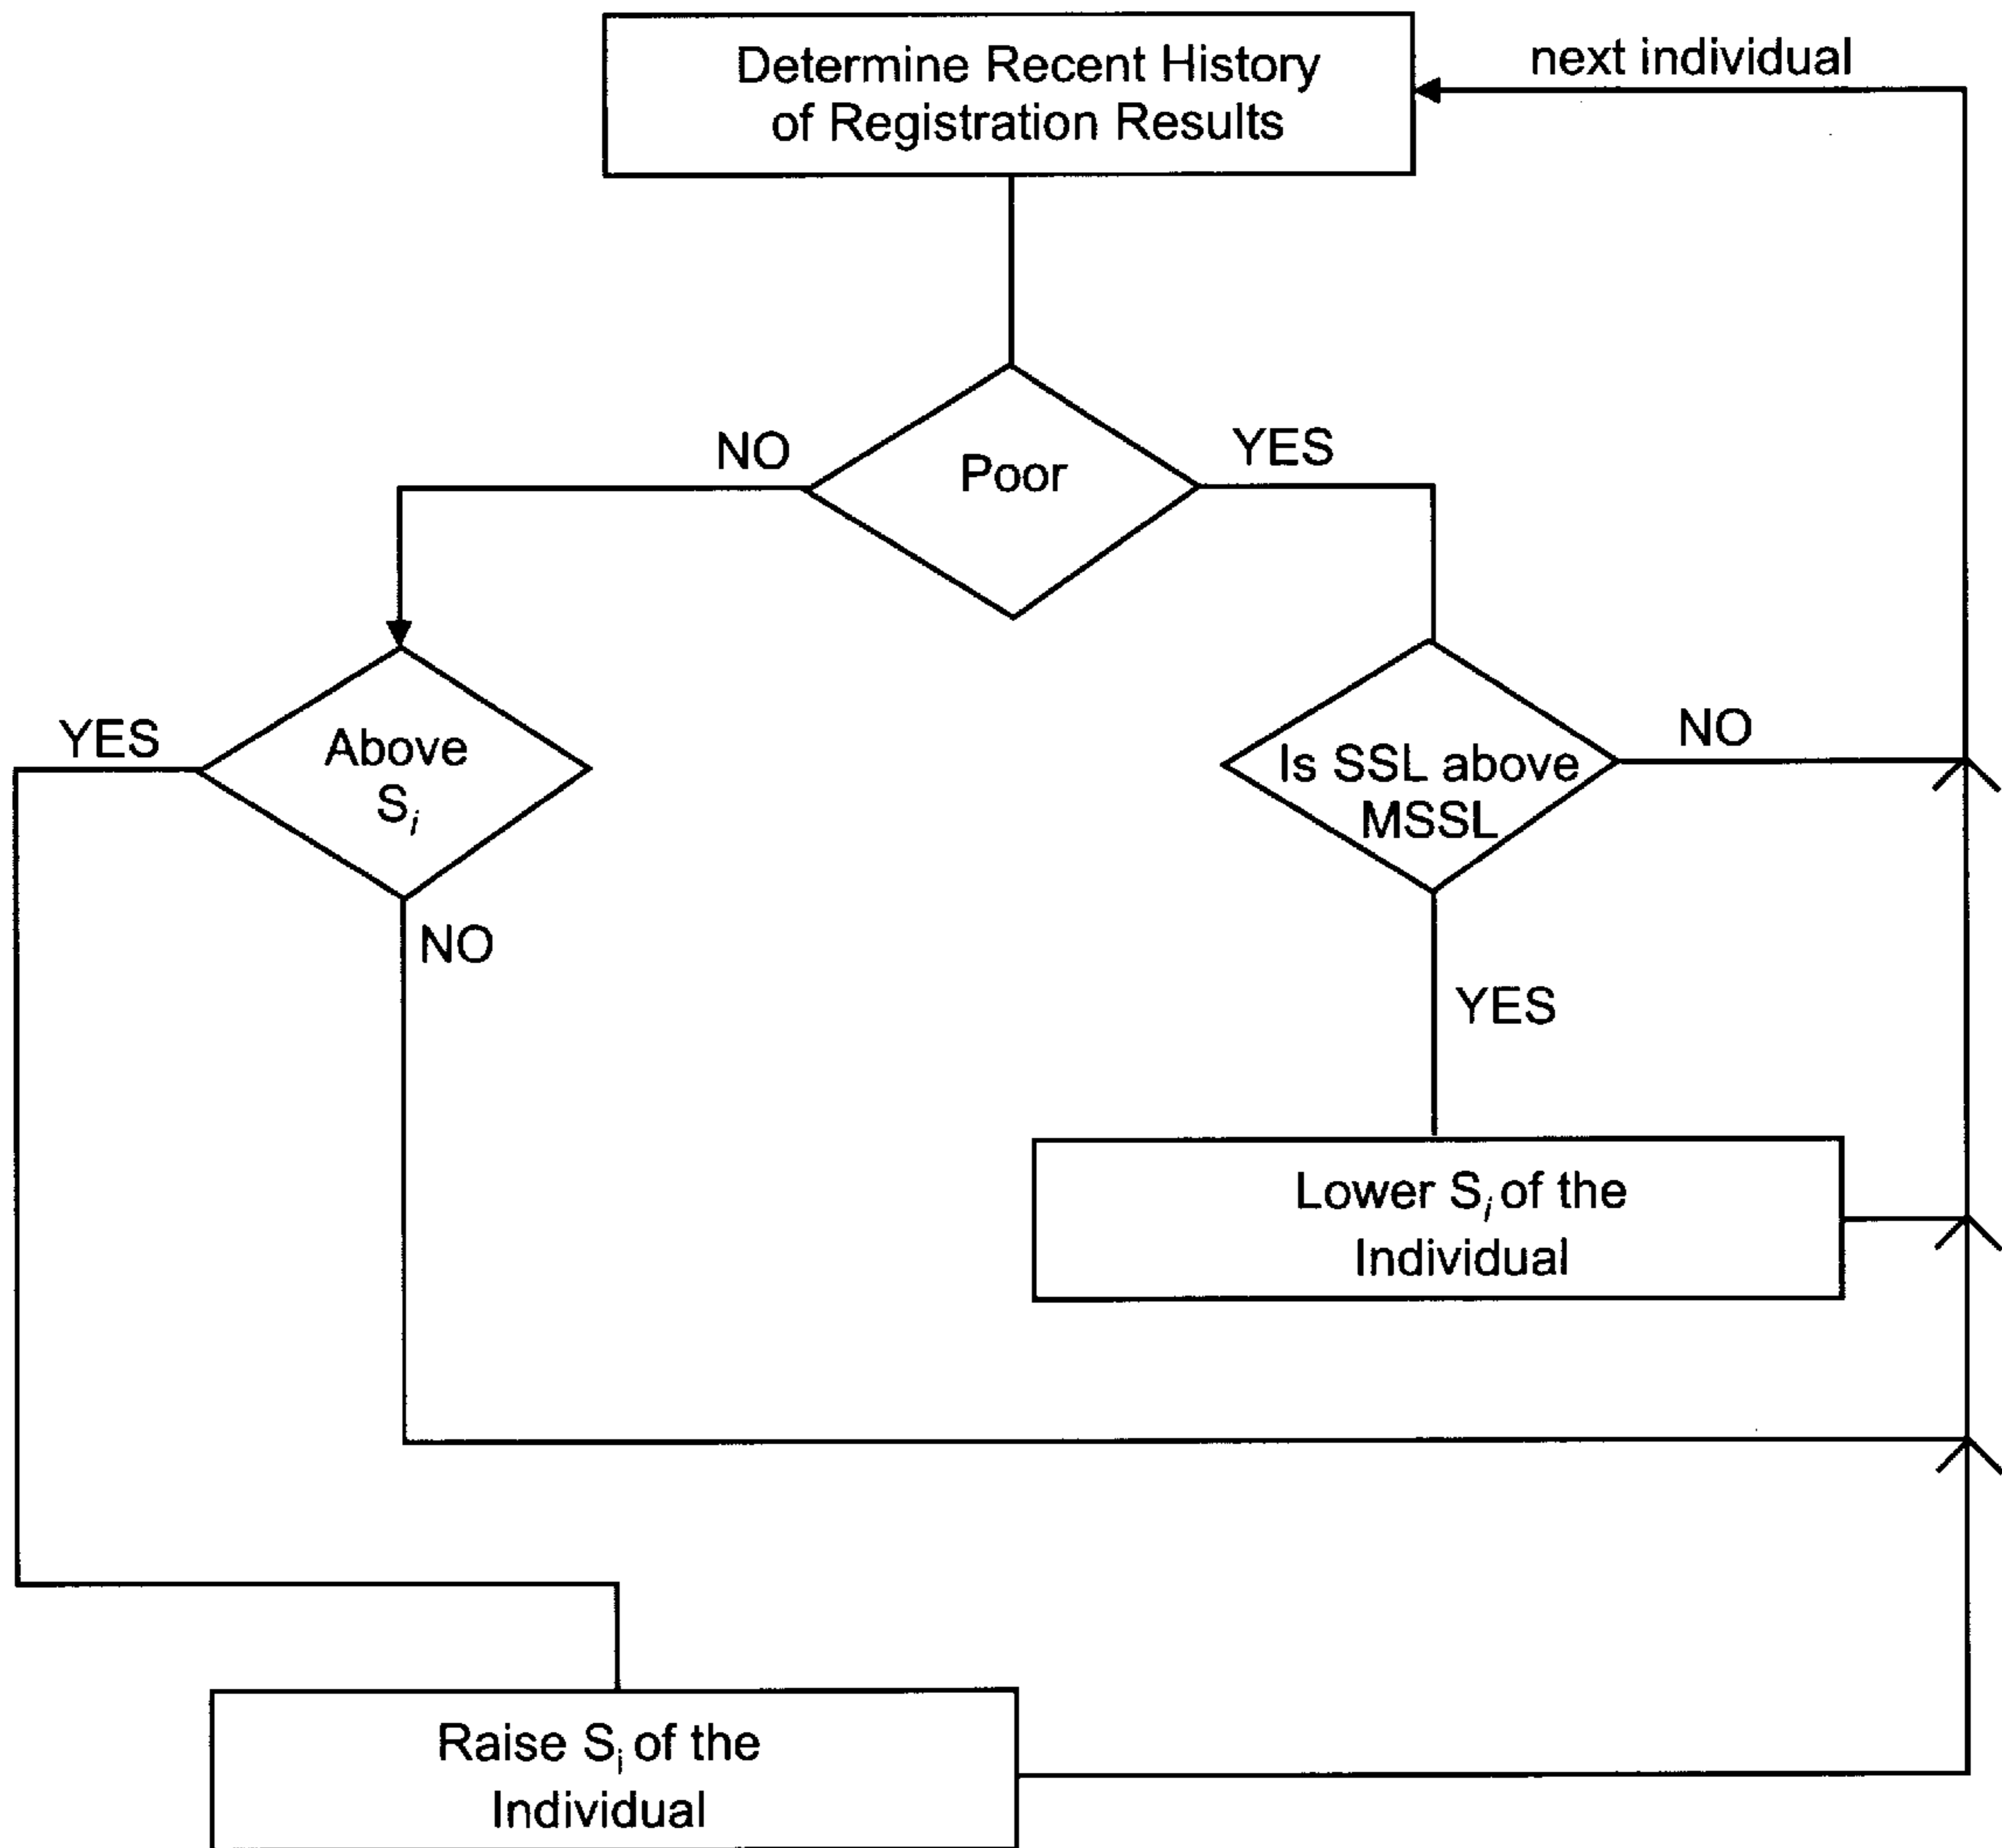 Determine Recent History
of Registration Results
next individual
NO
YES
Poor
YES
Above
Si
NO
Is SSL above
MSSL
NO
YES
Lower Si of the
Individual
Raise Si of the
Individual